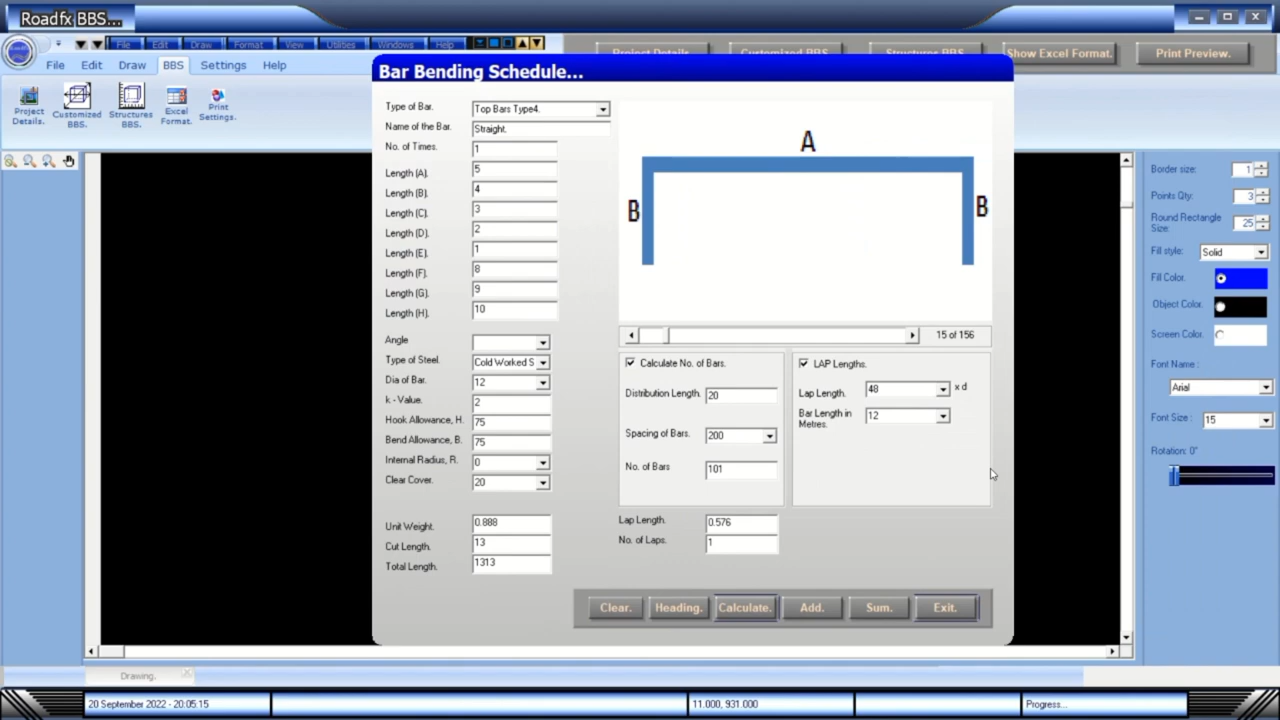 Roadfx BBS...
File Edit Draw Format View Utilities Windows Help
Project Details. Customized BBS. Structures BBS. Show Excel Format. Print Preview.
File Edit Draw BBS Settings Help
Project Details.
Customized BBS.
Structures BBS.
Excel Format.
Print Settings.
Bar Bending Schedule...
Type of Bar. Top Bars Type4.
Name of the Bar. Straight.
No. of Times. 1
Length (A). 5
Length (B). 4
Length (C). 3
Length (D). 2
Length (E). 1
Length (F). 8
Length (G). 9
Length (H). 10
Angle
Type of Steel. Cold Worked S
Dia of Bar. 12
k - Value. 2
Hook Allowance, H. 75
Bend Allowance, B. 75
Internal Radius, R. 0
Clear Cover. 20
Unit Weight. 0.888
Cut Length. 13
Total Length. 1313
A
B B
15 of 156
Calculate No. of Bars.
Distribution Length. 20
Spacing of Bars. 200
No. of Bars 101
LAP Lengths.
Lap Length. 48 x d
Bar Length in Metres. 12
Lap Length. 0.576
No. of Laps. 1
Clear. Heading. Calculate. Add. Sum. Exit.
Border size: 1
Points Qty: 3
Round Rectangle Size: 25
Fill style: Solid
Fill Color.
Object Color.
Screen Color.
Font Name :
Arial
Font Size : 15
Rotation: 0°
Drawing.
20 September 2022 - 20:05:15 11.000, 931.000 Progress...